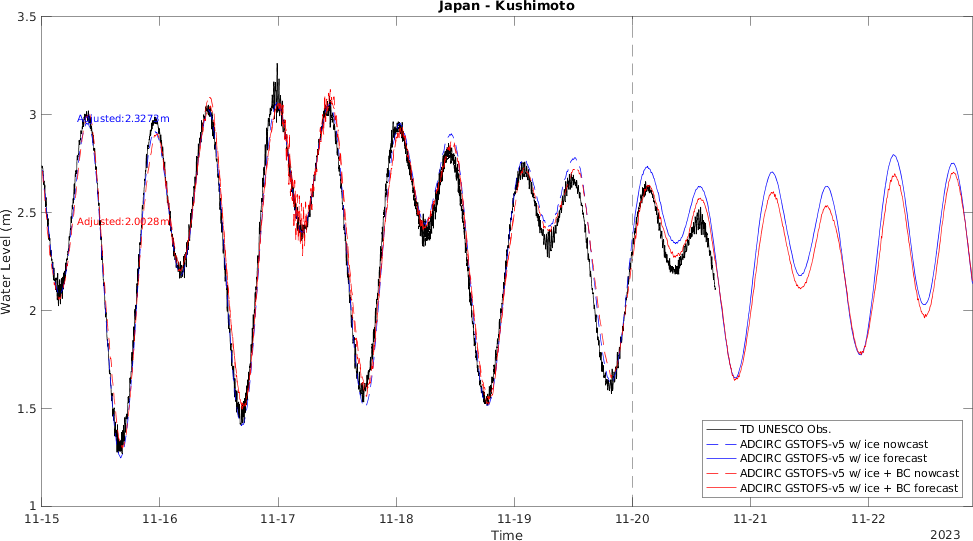 Japan - Kushimoto
3.5
3
2.5
2
1.5
1
Water Level (m)
Adjusted:2.3273m
Adjusted:2.0028m
11-15
11-16
11-17
11-18
11-19
11-20
11-21
11-22
Time
2023
TD UNESCO Obs.
ADCIRC GSTOFS-v5 w/ ice nowcast
ADCIRC GSTOFS-v5 w/ ice forecast
ADCIRC GSTOFS-v5 w/ ice + BC nowcast
ADCIRC GSTOFS-v5 w/ ice + BC forecast